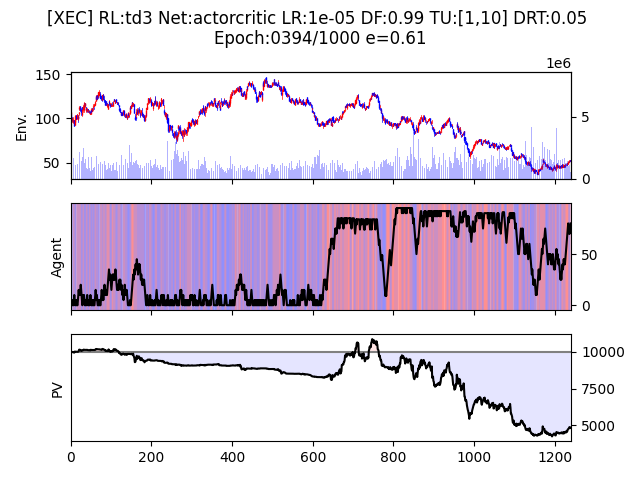 [XEC] RL:td3 Net:actorcritic LR:1e-05 DF:0.99 TU:[1,10] DRT:0.05
Epoch:0394/1000 e=0.61
1e6
150
100
50
Env.
5
0
Agent
50
0
PV
10000
7500
5000
0
200
400
600
800
1000
1200